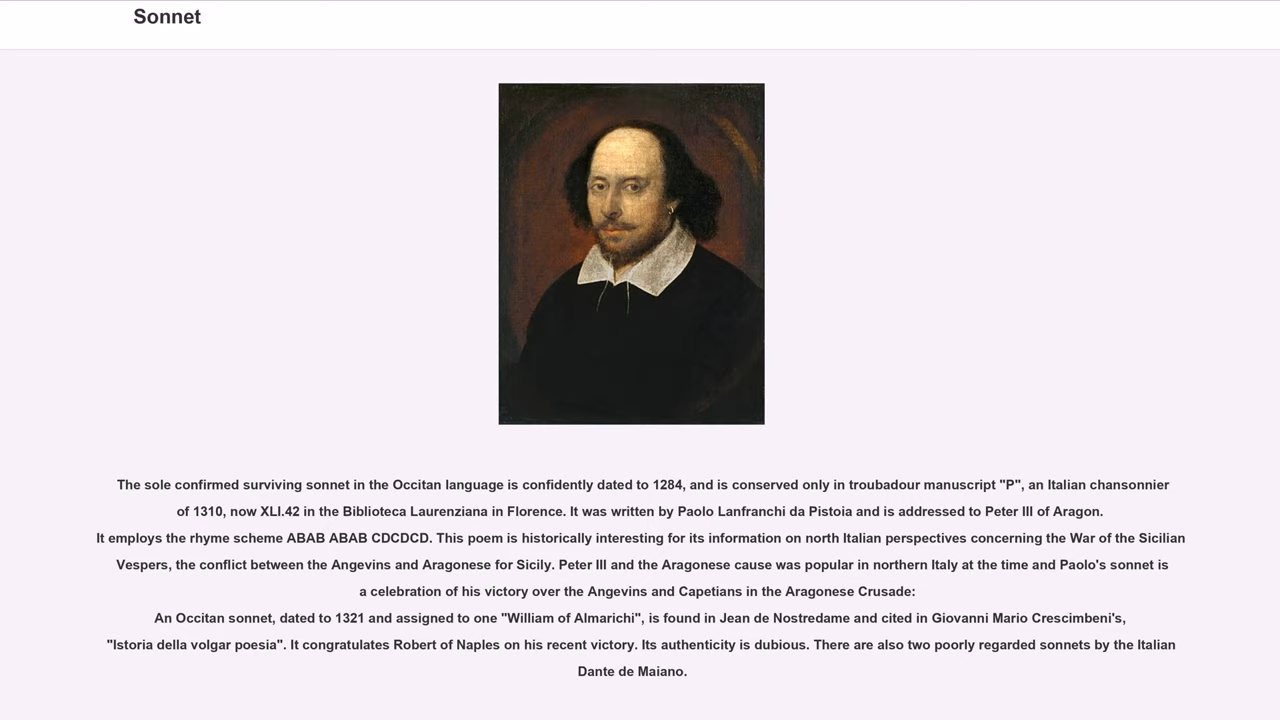 Sonnet
The sole confirmed surviving sonnet in the Occitan language is confidently dated to 1284, and is conserved only in troubadour manuscript "P", an Italian chansonnier
of 1310, now XLI.42 in the Biblioteca Laurenziana in Florence. It was written by Paolo Lanfranchi da Pistoia and is addressed to Peter III of Aragon.
It employs the rhyme scheme ABAB ABAB CDCDCD. This poem is historically interesting for its information on north Italian perspectives concerning the War of the Sicilian
Vespers, the conflict between the Angevins and Aragonese for Sicily. Peter III and the Aragonese cause was popular in northern Italy at the time and Paolo's sonnet is
a celebration of his victory over the Angevins and Capetians in the Aragonese Crusade:
An Occitan sonnet, dated to 1321 and assigned to one "William of Almarichi", is found in Jean de Nostredame and cited in Giovanni Mario Crescimbeni's,
"Istoria della volgar poesia". It congratulates Robert of Naples on his recent victory. Its authenticity is dubious. There are also two poorly regarded sonnets by the Italian
Dante de Maiano.